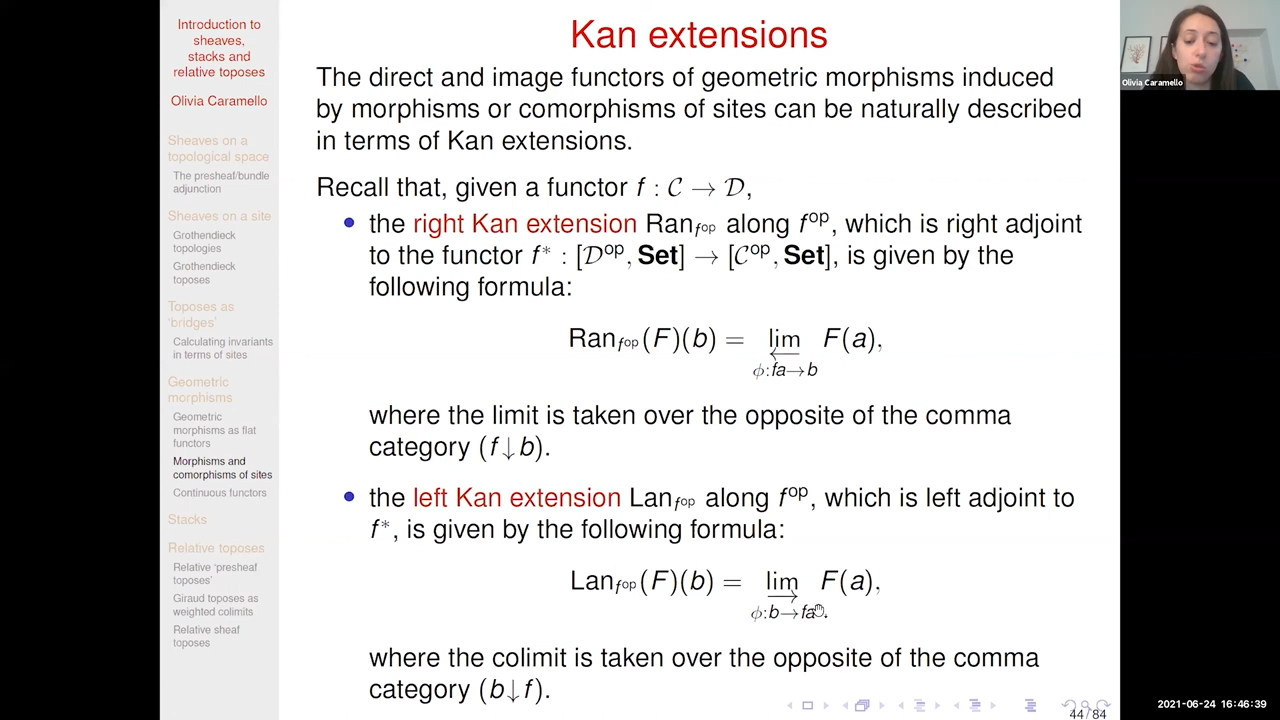 Introduction to
sheaves,
stacks and
relative toposes
Olivia Caramello
Sheaves on a
topological space
The presheaf/bundle
adjunction
Sheaves on a site
Grothendieck
topologies
Grothendieck
toposes
Toposes as
‘bridges’
Calculating invariants
in terms of sites
Geometric
morphisms
Geometric
morphisms as flat
functors
Morphisms and
comorphisms of sites
Continuous functors
Stacks
Relative toposes
Relative ‘presheaf
toposes’
Giraud toposes as
weighted colimits
Relative sheaf
toposes
Kan extensions
The direct and image functors of geometric morphisms induced
by morphisms or comorphisms of sites can be naturally described
in terms of Kan extensions.
Recall that, given a functor f : 𝒞 → 𝒟,
• the right Kan extension Ran_{f^op} along f^op, which is right adjoint
to the functor f* : [𝒟^op, Set] → [𝒞^op, Set], is given by the
following formula:
Ran_{f^op}(F)(b) = lim F(a),
←
ϕ:fa→b
where the limit is taken over the opposite of the comma
category (f↓b).
• the left Kan extension Lan_{f^op} along f^op, which is left adjoint to
f*, is given by the following formula:
Lan_{f^op}(F)(b) = lim F(a),
→
ϕ:b→fa
where the colimit is taken over the opposite of the comma
category (b↓f).
44 / 84
Olivia Caramello
2021-06-24 16:46:39